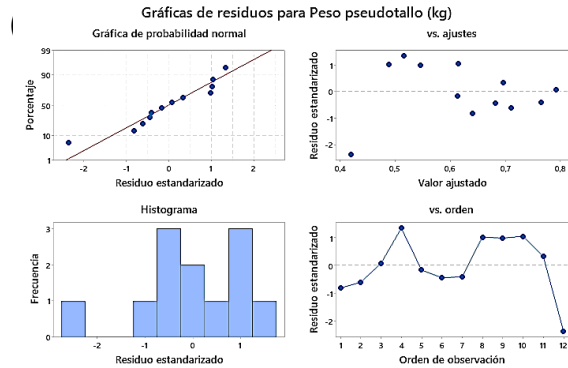 Gráficas de residuos para Peso pseudotallo (kg)
Gráfica de probabilidad normal
99
90
50
10
1
Porcentaje
-2 -1 0 1 2
Residuo estandarizado
vs. ajustes
1
0
-1
-2
Residuo estandarizado
0,4 0,5 0,6 0,7 0,8
Valor ajustado
Histograma
3
2
1
0
Frecuencia
-2 -1 0 1
Residuo estandarizado
vs. orden
1
0
-1
-2
Residuo estandarizado
1 2 3 4 5 6 7 8 9 10 11 12
Orden de observación